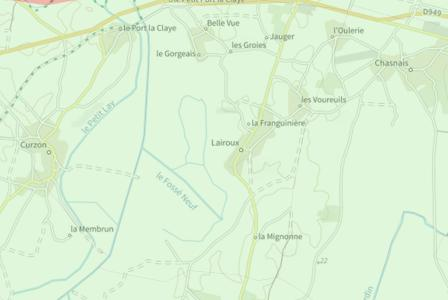 D949
le Port la Claye
Belle Vue
Jauger
l'Oulerie
les Groies
le Gorgeais
Chasnais
les Voureuils
le Petit Lay
la Franguinière
Curzon
Lairoux
le Fossé Neuf
la Membrun
la Mignonne
22